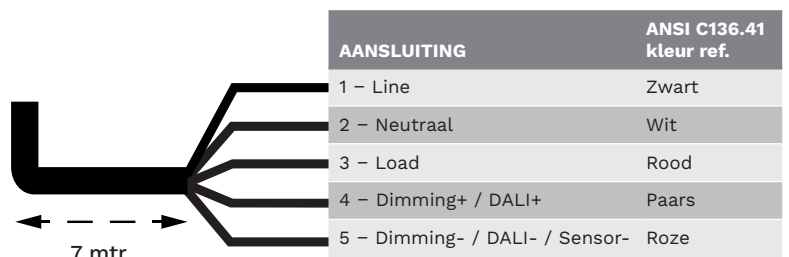 AANSLUITING ANSI C136.41 kleur ref.
1 – Line Zwart
2 – Neutraal Wit
3 – Load Rood
4 – Dimming+ / DALI+ Paars
5 – Dimming- / DALI- / Sensor- Roze
7 mtr